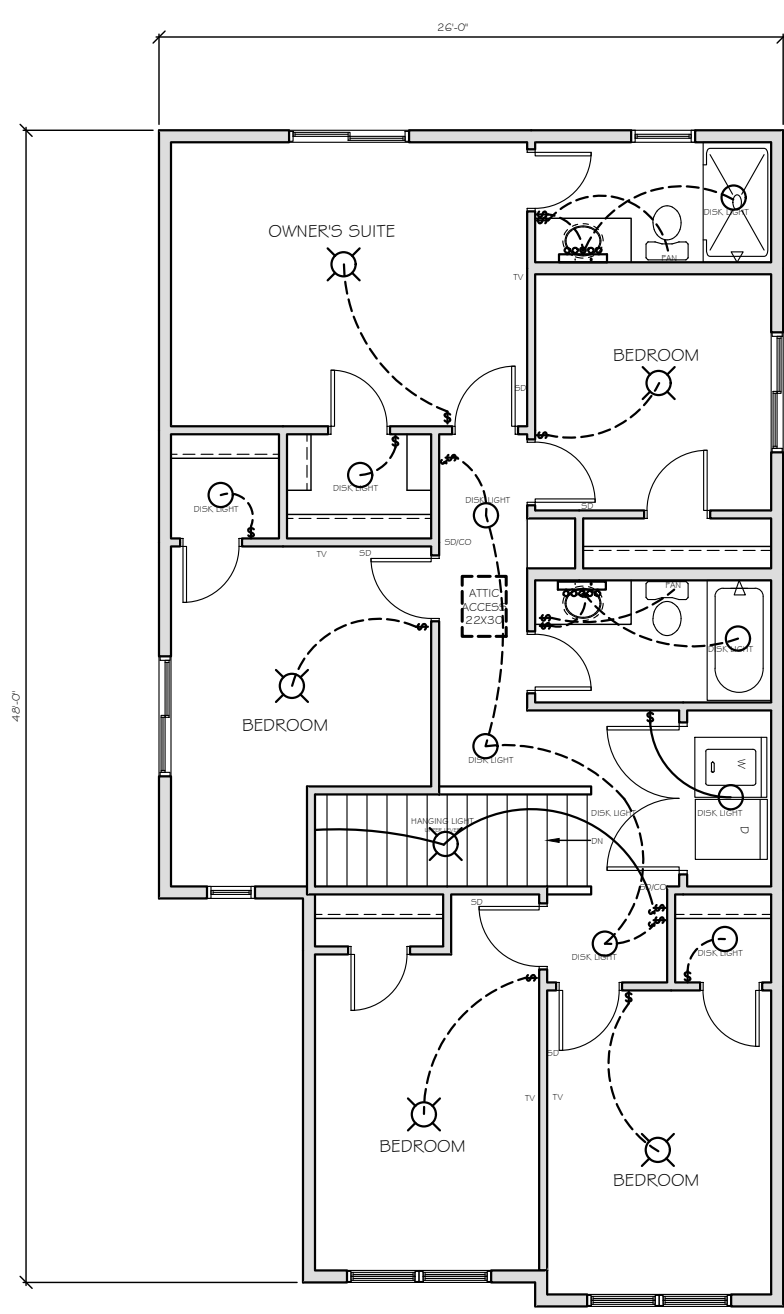 26'-0"
OWNER'S SUITE
DISK LIGHT
FAN
TV
BEDROOM
SD
DISK LIGHT
DISK LIGHT
DISK LIGHT
SD
SD/CO
TV
SD
ATTIC
ACCESS
22X30
FAN
DISK LIGHT
48'-0"
BEDROOM
DISK LIGHT
W
HANGING LIGHT
DISK LIGHT
DISK LIGHT
D
DN
SD/CO
SD
DISK LIGHT
DISK LIGHT
SD
TV
TV
BEDROOM
BEDROOM